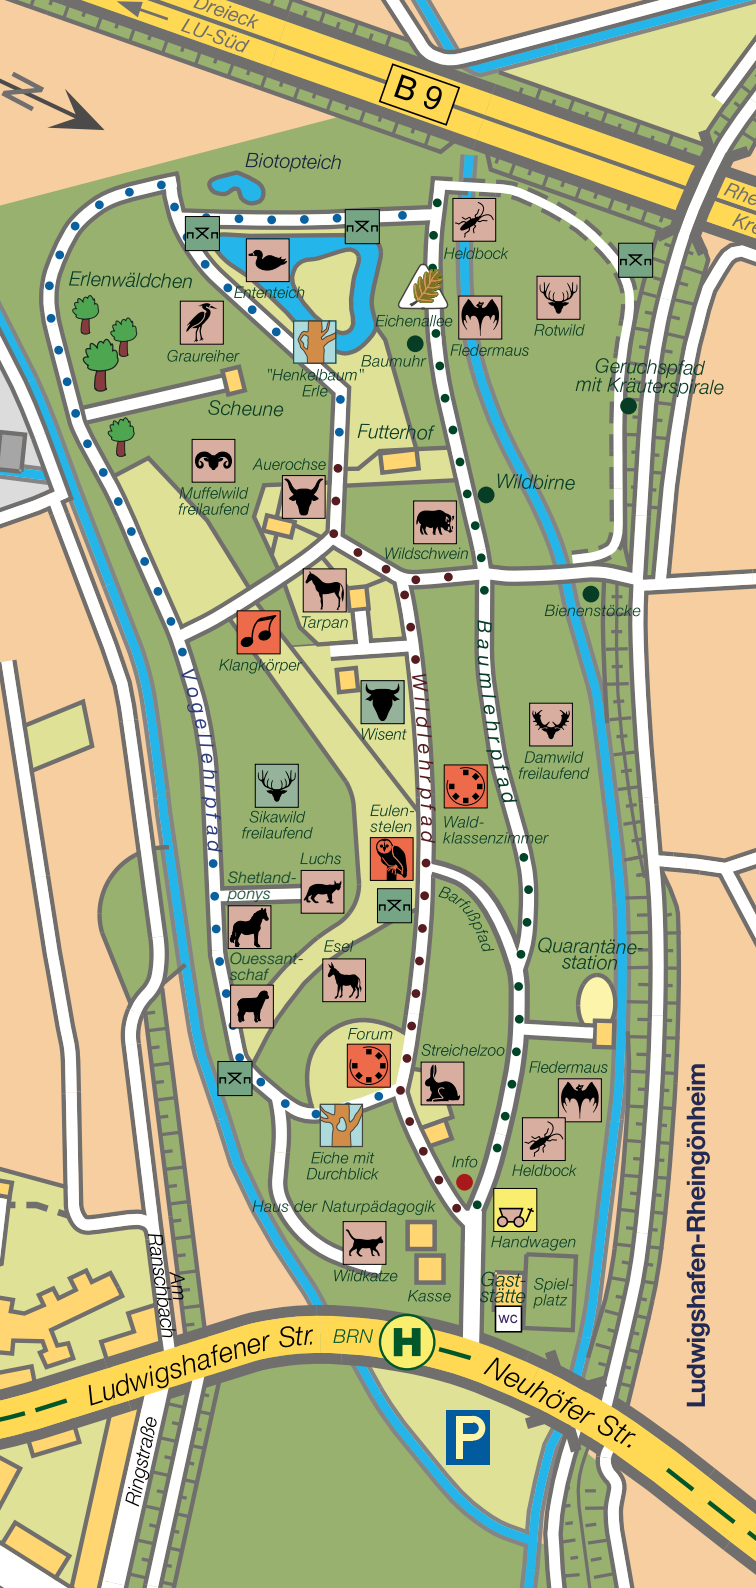 Dreieck
LU-Süd
N
B 9
Rhe
Kre
Biotopteich
Heldbock
Erlenwäldchen
Ententeich
Rotwild
Graureiher
Eichenallee
Baumuhr
Fledermaus
"Henkelbaum"
Erle
Geruchspfad
mit Kräuterspirale
Scheune
Futterhof
Auerochse
Muffelwild
freilaufend
Wildbirne
Wildschwein
Tarpan
Bienenstöcke
Klangkörper
Vogellehrpfad
Wildlehrpfad
Baumlehrpfad
Wisent
Damwild
freilaufend
Sikawild
freilaufend
Eulen-
stelen
Wald-
klassenzimmer
Luchs
Shetland-
ponys
Barfußpfad
Ouessant-
schaf
Esel
Quarantäne-
station
Forum
Streichelzoo
Fledermaus
Eiche mit
Durchblick
Info
Heldbock
Haus der Naturpädagogik
Handwagen
Wildkatze
Kasse
Gast-
stätte
Spiel-
platz
WC
Ludwigshafen-Rheingönheim
Am
Ranschbach
Ludwigshafener Str.
BRN
H
Neuhöfer Str.
P
Ringstraße